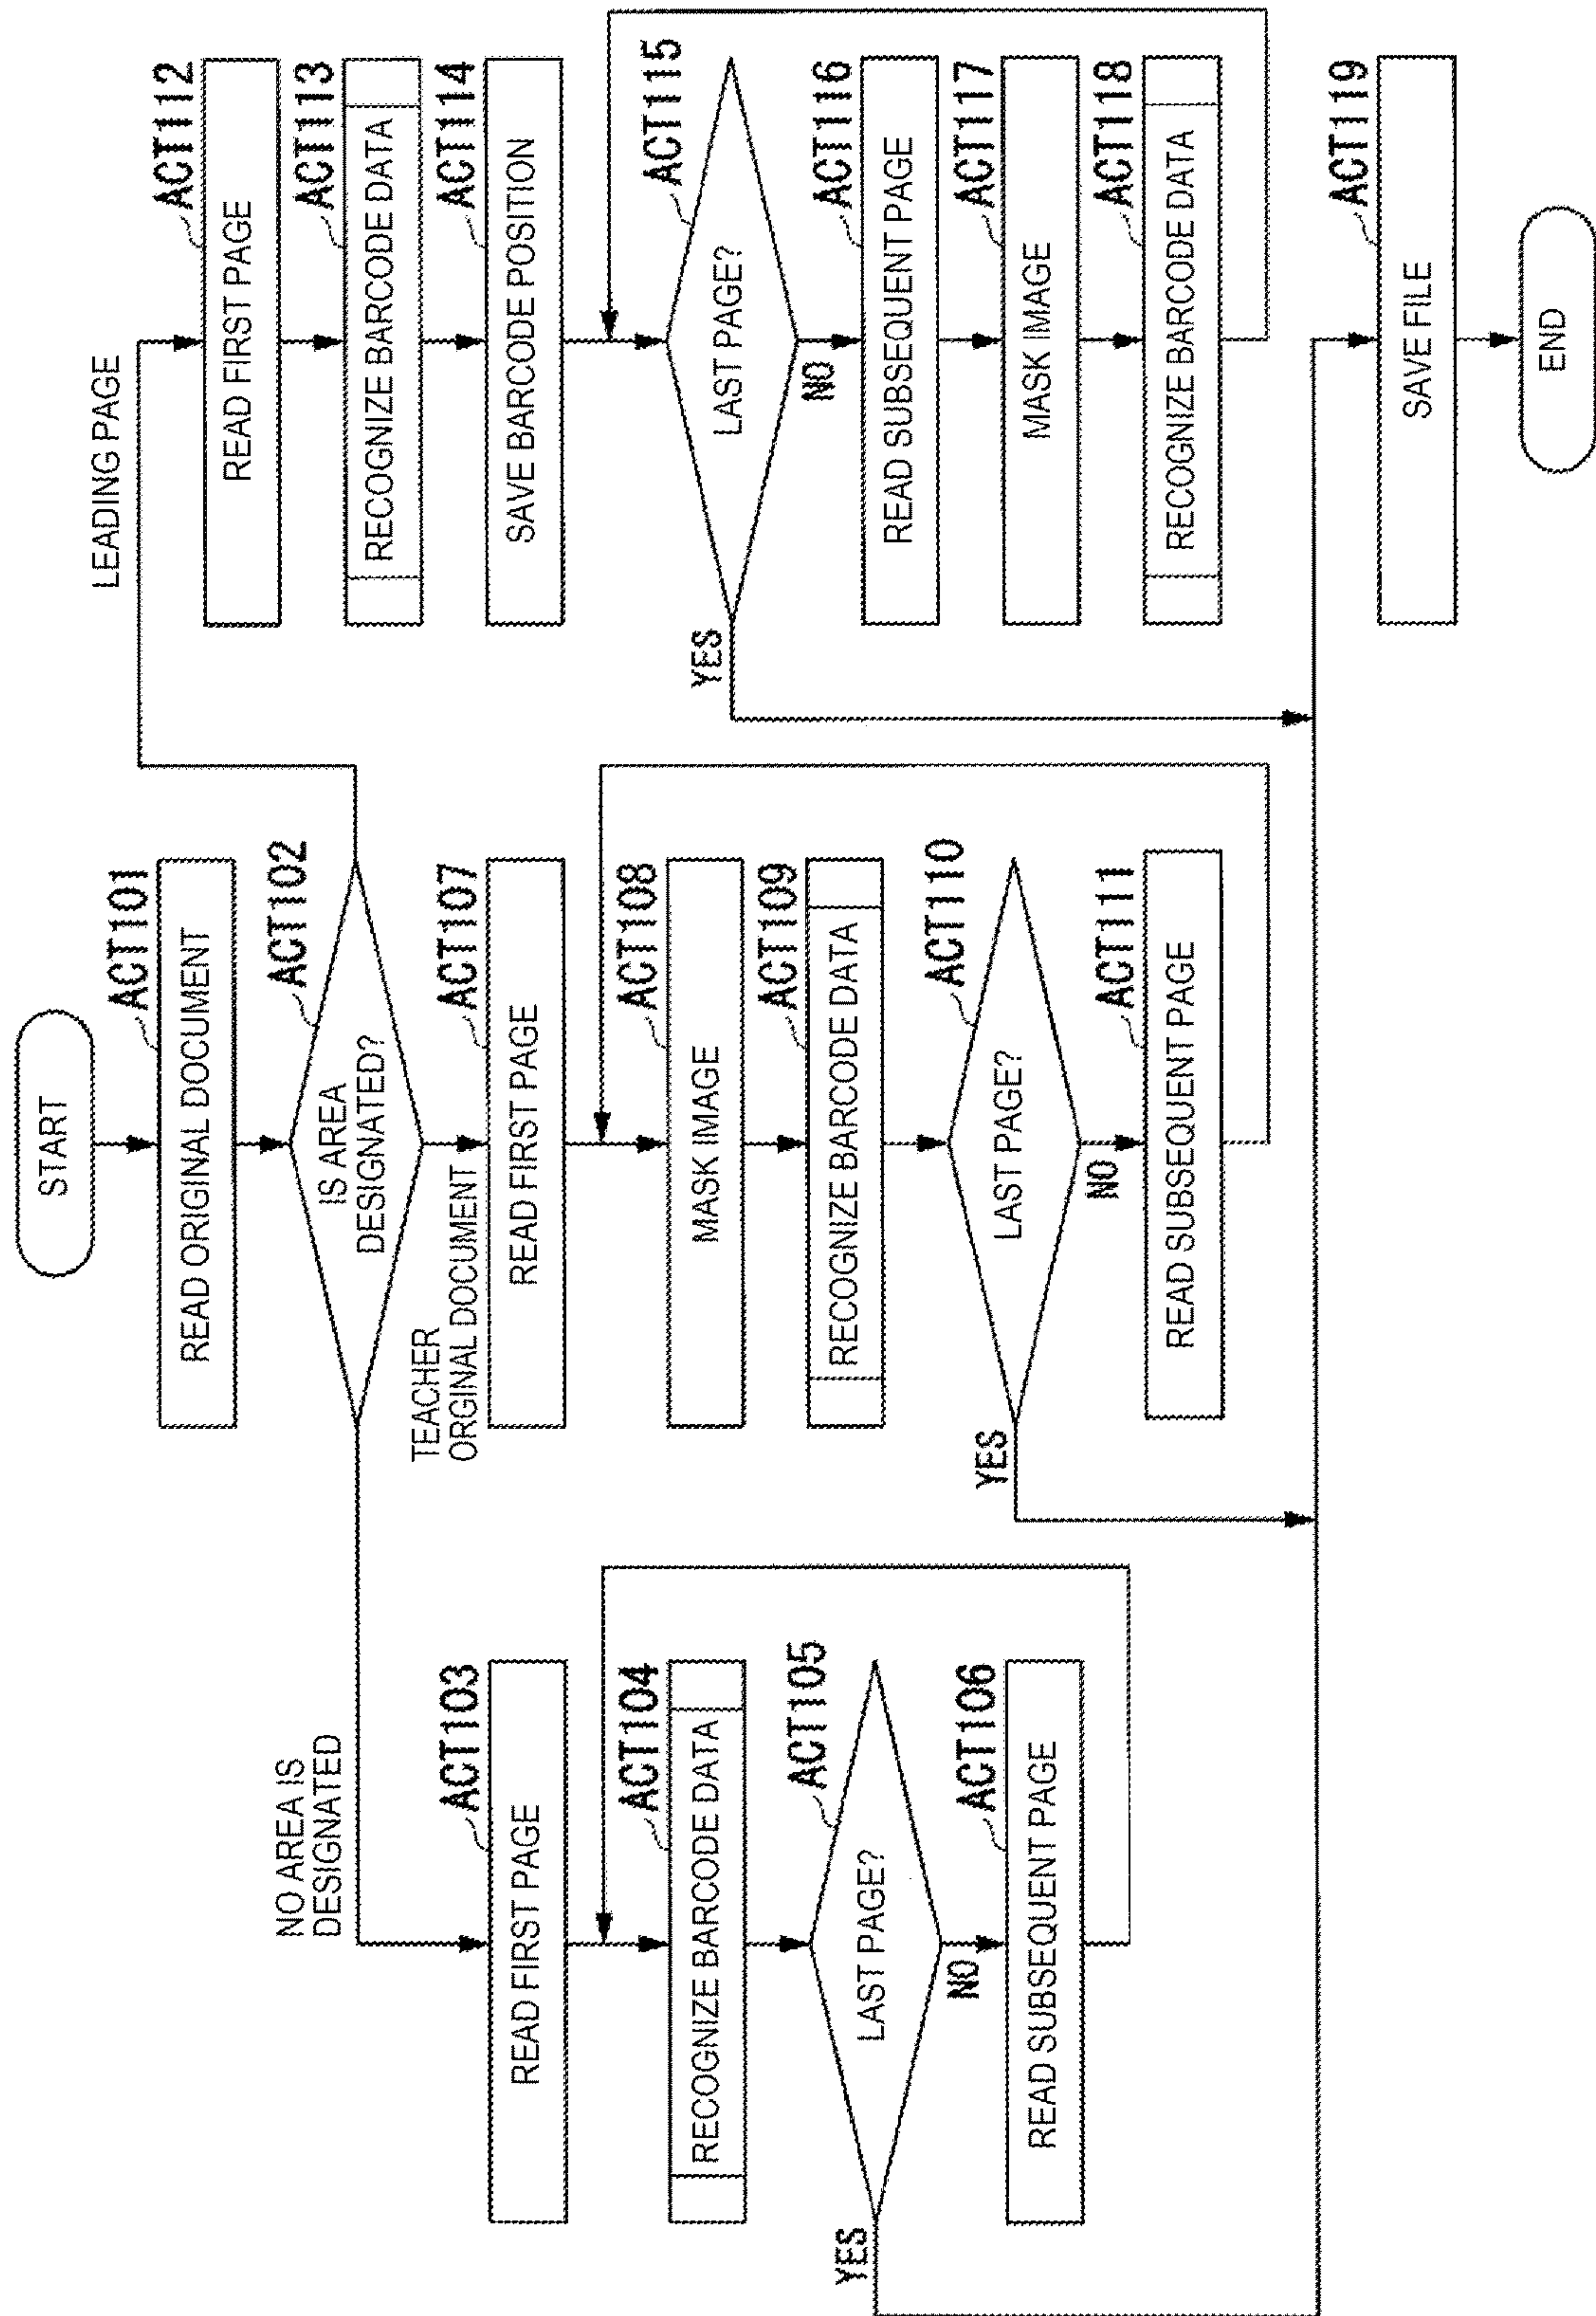 START
ACT101
READ ORIGINAL DOCUMENT
ACT102
IS AREA
DESIGNATED?
NO AREA IS
DESIGNATED
ACT103
READ FIRST PAGE
ACT104
RECOGNIZE BARCODE DATA
ACT105
LAST PAGE?
YES
NO
ACT106
READ SUBSEQUENT PAGE
TEACHER
ORGINAL DOCUMENT
ACT107
READ FIRST PAGE
ACT108
MASK IMAGE
ACT109
RECOGNIZE BARCODE DATA
ACT110
LAST PAGE?
YES
NO
ACT111
READ SUBSEQUENT PAGE
LEADING PAGE
ACT112
READ FIRST PAGE
ACT113
RECOGNIZE BARCODE DATA
ACT114
SAVE BARCODE POSITION
ACT115
LAST PAGE?
YES
NO
ACT116
READ SUBSEQUENT PAGE
ACT117
MASK IMAGE
ACT118
RECOGNIZE BARCODE DATA
ACT119
SAVE FILE
END